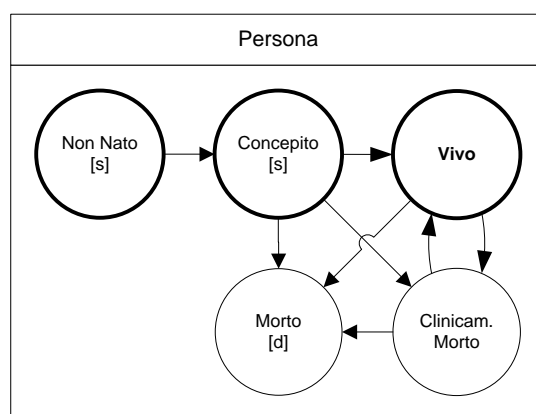 Persona
Non Nato
[s]
Concepito
[s]
Vivo
Morto
[d]
Clinicam.
Morto